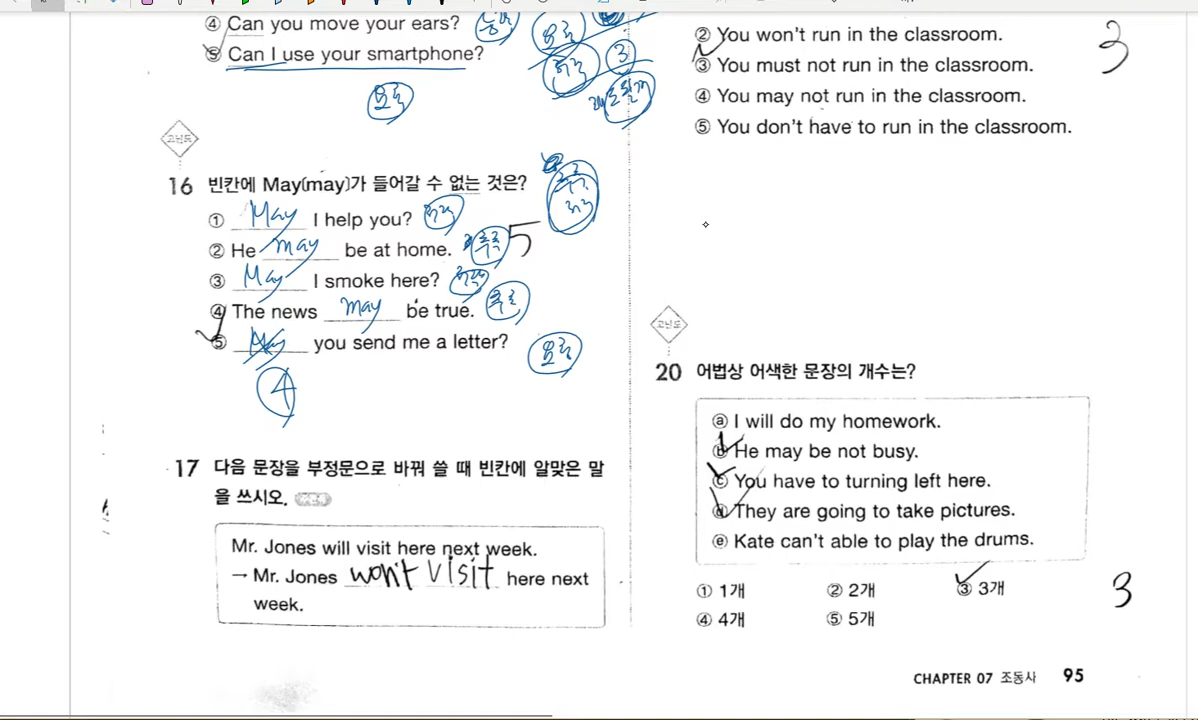 ④ Can you move your ears?
⑤ Can I use your smartphone?
고난도
16 빈칸에 May(may)가 들어갈 수 없는 것은?
① May I help you?
② He may be at home.
5
③ May I smoke here?
④ The news may be true.
⑤ May you send me a letter?
4
17 다음 문장을 부정문으로 바꿔 쓸 때 빈칸에 알맞은 말
을 쓰시오.
Mr. Jones will visit here next week.
→ Mr. Jones won't visit here next
week.
② You won't run in the classroom.
③ You must not run in the classroom.
④ You may not run in the classroom.
⑤ You don't have to run in the classroom.
3
고난도
20 어법상 어색한 문장의 개수는?
ⓐ I will do my homework.
ⓑ He may be not busy.
ⓒ You have to turning left here.
ⓓ They are going to take pictures.
ⓔ Kate can't able to play the drums.
① 1개 ② 2개 ③ 3개
④ 4개 ⑤ 5개
3
CHAPTER 07 조동사 95